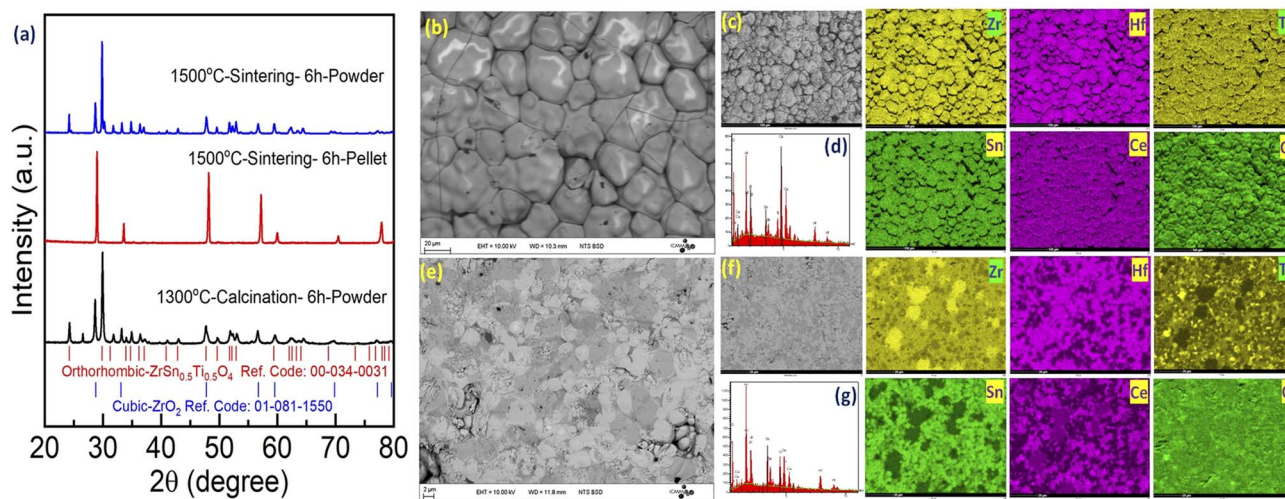 (a)
1500°C-Sintering- 6h-Powder
1500°C-Sintering- 6h-Pellet
1300°C-Calcination- 6h-Powder
Orthorhombic-ZrSn0.5Ti0.5O4 Ref. Code: 00-034-0031
Cubic-ZrO2 Ref. Code: 01-081-1550
Intensity (a.u.)
20 30 40 50 60 70 80
2θ (degree)
(b)
20 µm
EHT = 10.00 kV
WD = 10.3 mm
NTS BSD
(c)
Zr
Hf
T
(d)
Sn
Ce
(e)
2 µm
EHT = 10.00 kV
WD = 11.8 mm
NTS BSD
(f)
Zr
Hf
T
(g)
Sn
Ce